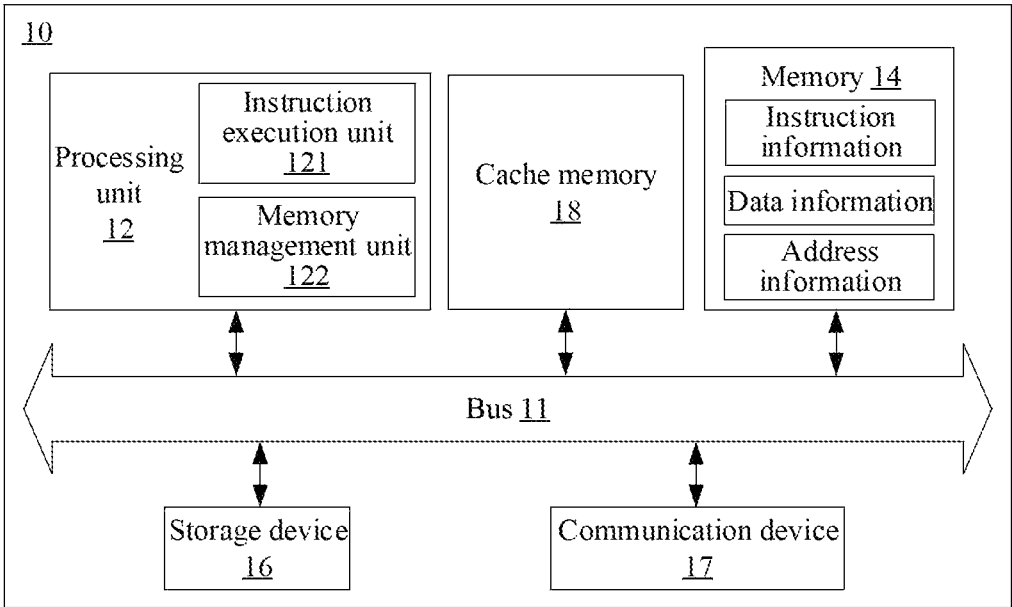 10
Processing
unit
12
Instruction
execution unit
121
Memory
management unit
122
Cache memory
18
Memory 14
Instruction
information
Data information
Address
information
Bus 11
Storage device
16
Communication device
17